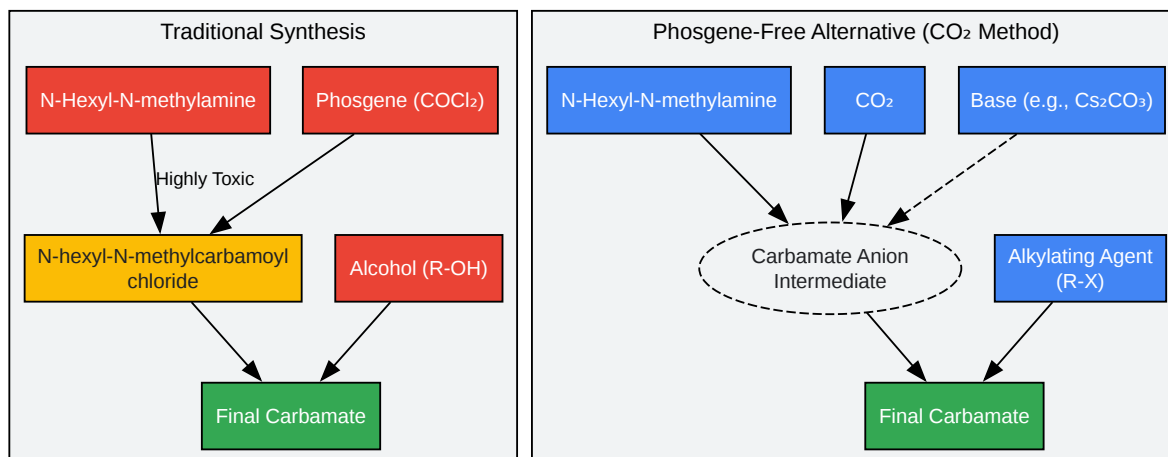 Traditional Synthesis
N-Hexyl-N-methylamine
Phosgene (COCl₂)
Highly Toxic
N-hexyl-N-methylcarbamoyl
chloride
Alcohol (R-OH)
Final Carbamate
Phosgene-Free Alternative (CO₂ Method)
N-Hexyl-N-methylamine
CO₂
Base (e.g., Cs₂CO₃)
Carbamate Anion
Intermediate
Alkylating Agent
(R-X)
Final Carbamate